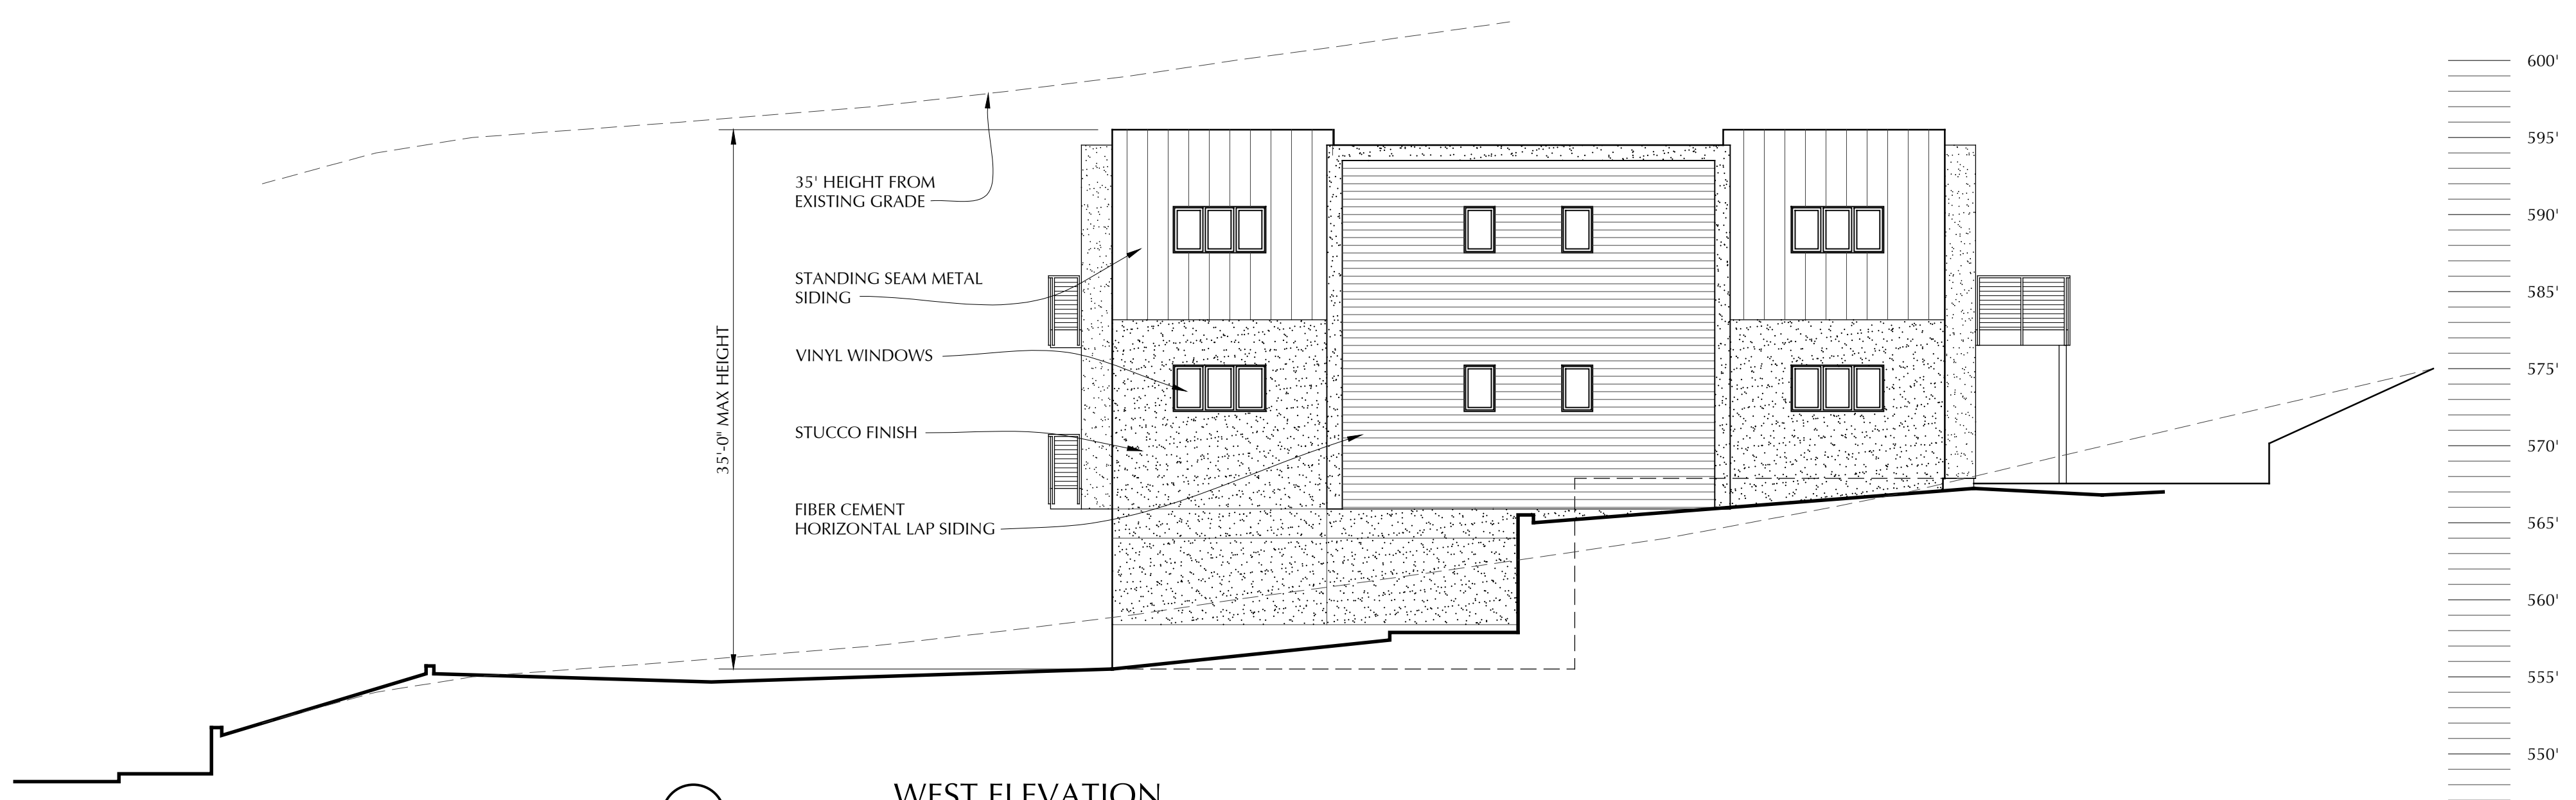 35' HEIGHT FROM
EXISTING GRADE
STANDING SEAM METAL
SIDING
VINYL WINDOWS
STUCCO FINISH
FIBER CEMENT
HORIZONTAL LAP SIDING
35'-0" MAX HEIGHT
600'
595'
590'
585'
580'
575'
570'
565'
560'
555'
550'
WEST ELEVATION